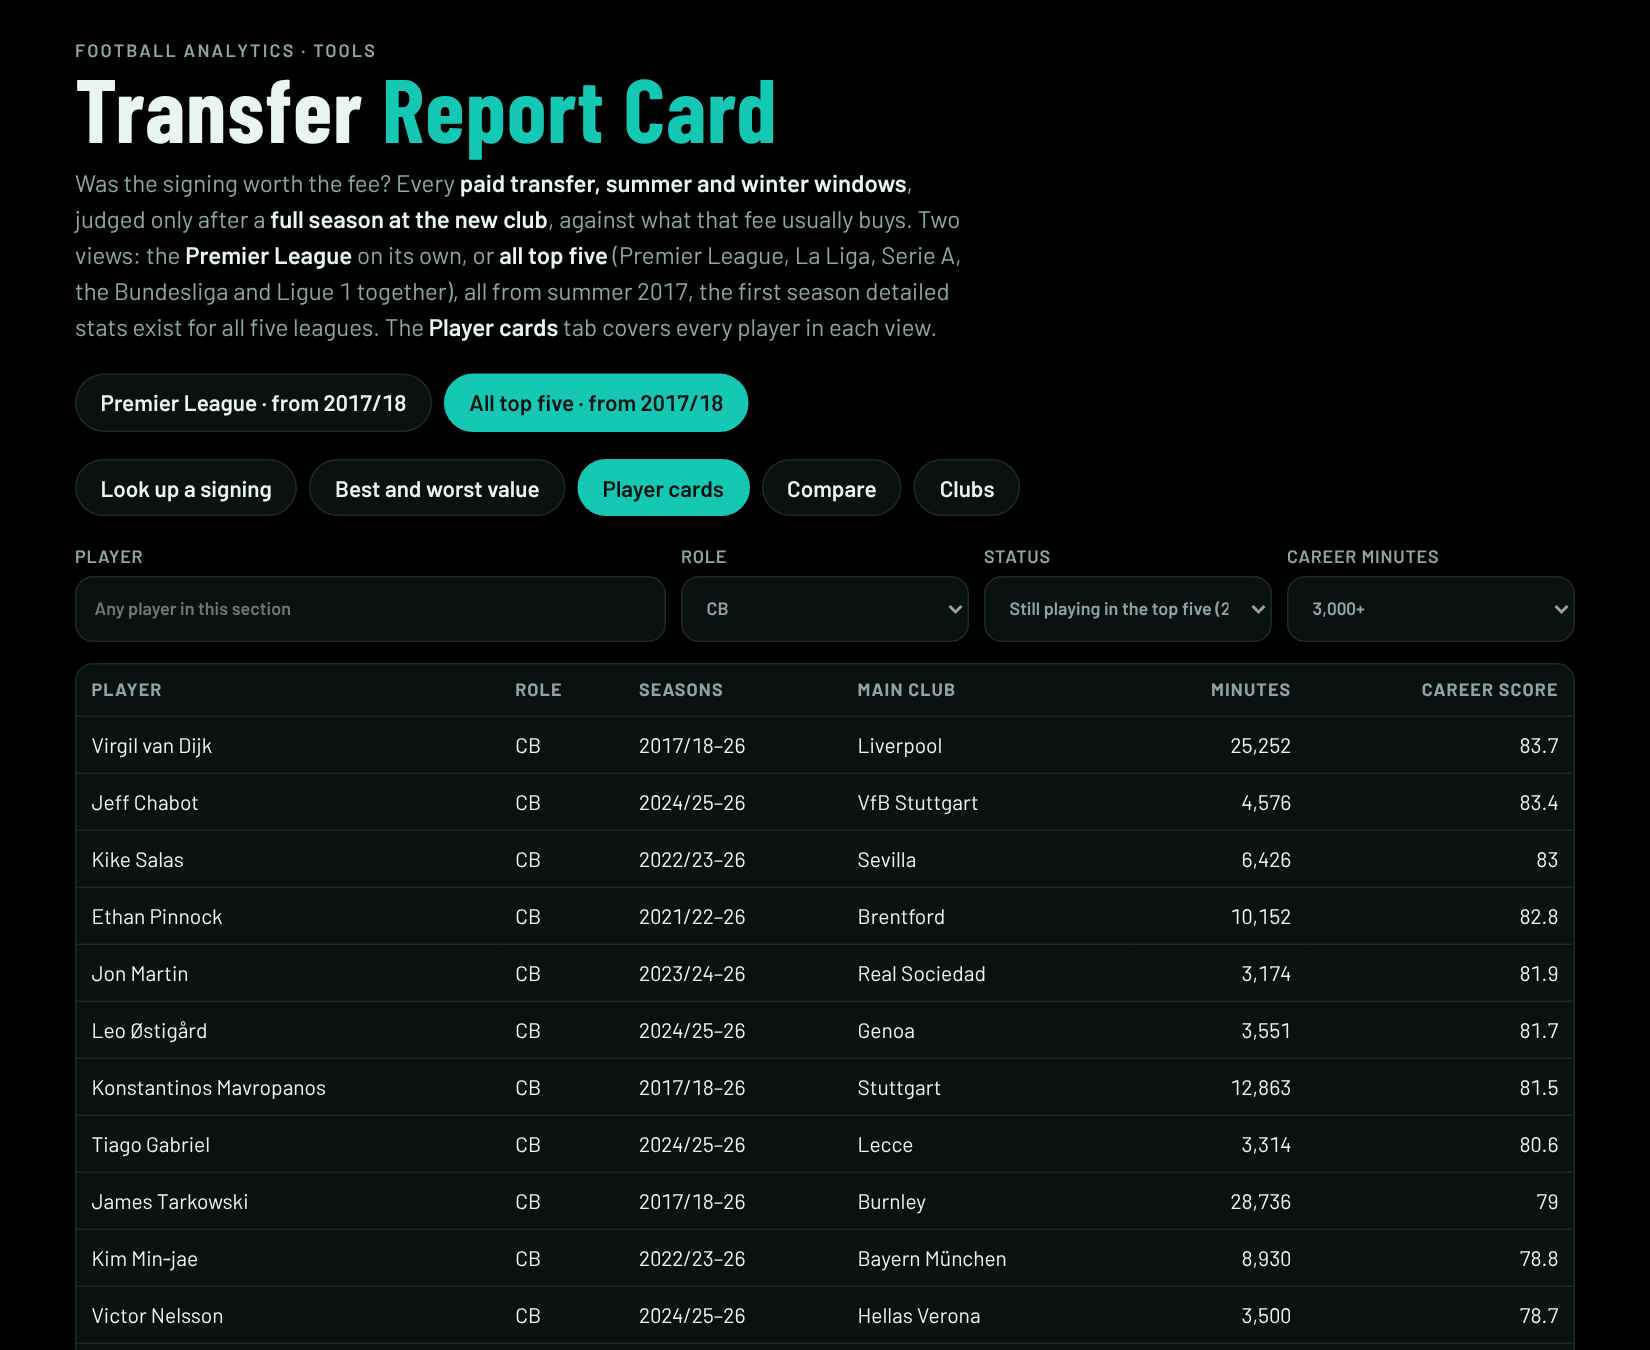 FOOTBALL ANALYTICS · TOOLS
Transfer Report Card
Was the signing worth the fee? Every paid transfer, summer and winter windows,
judged only after a full season at the new club, against what that fee usually buys. Two
views: the Premier League on its own, or all top five (Premier League, La Liga, Serie A,
the Bundesliga and Ligue 1 together), all from summer 2017, the first season detailed
stats exist for all five leagues. The Player cards tab covers every player in each view.
Premier League · from 2017/18 All top five · from 2017/18
Look up a signing Best and worst value Player cards Compare Clubs
PLAYER ROLE STATUS CAREER MINUTES
Any player in this section CB Still playing in the top five (2 3,000+
PLAYER ROLE SEASONS MAIN CLUB MINUTES CAREER SCORE
Virgil van Dijk CB 2017/18–26 Liverpool 25,252 83.7
Jeff Chabot CB 2024/25–26 VfB Stuttgart 4,576 83.4
Kike Salas CB 2022/23–26 Sevilla 6,426 83
Ethan Pinnock CB 2021/22–26 Brentford 10,152 82.8
Jon Martin CB 2023/24–26 Real Sociedad 3,174 81.9
Leo Østigård CB 2024/25–26 Genoa 3,551 81.7
Konstantinos Mavropanos CB 2017/18–26 Stuttgart 12,863 81.5
Tiago Gabriel CB 2024/25–26 Lecce 3,314 80.6
James Tarkowski CB 2017/18–26 Burnley 28,736 79
Kim Min-jae CB 2022/23–26 Bayern München 8,930 78.8
Victor Nelsson CB 2024/25–26 Hellas Verona 3,500 78.7